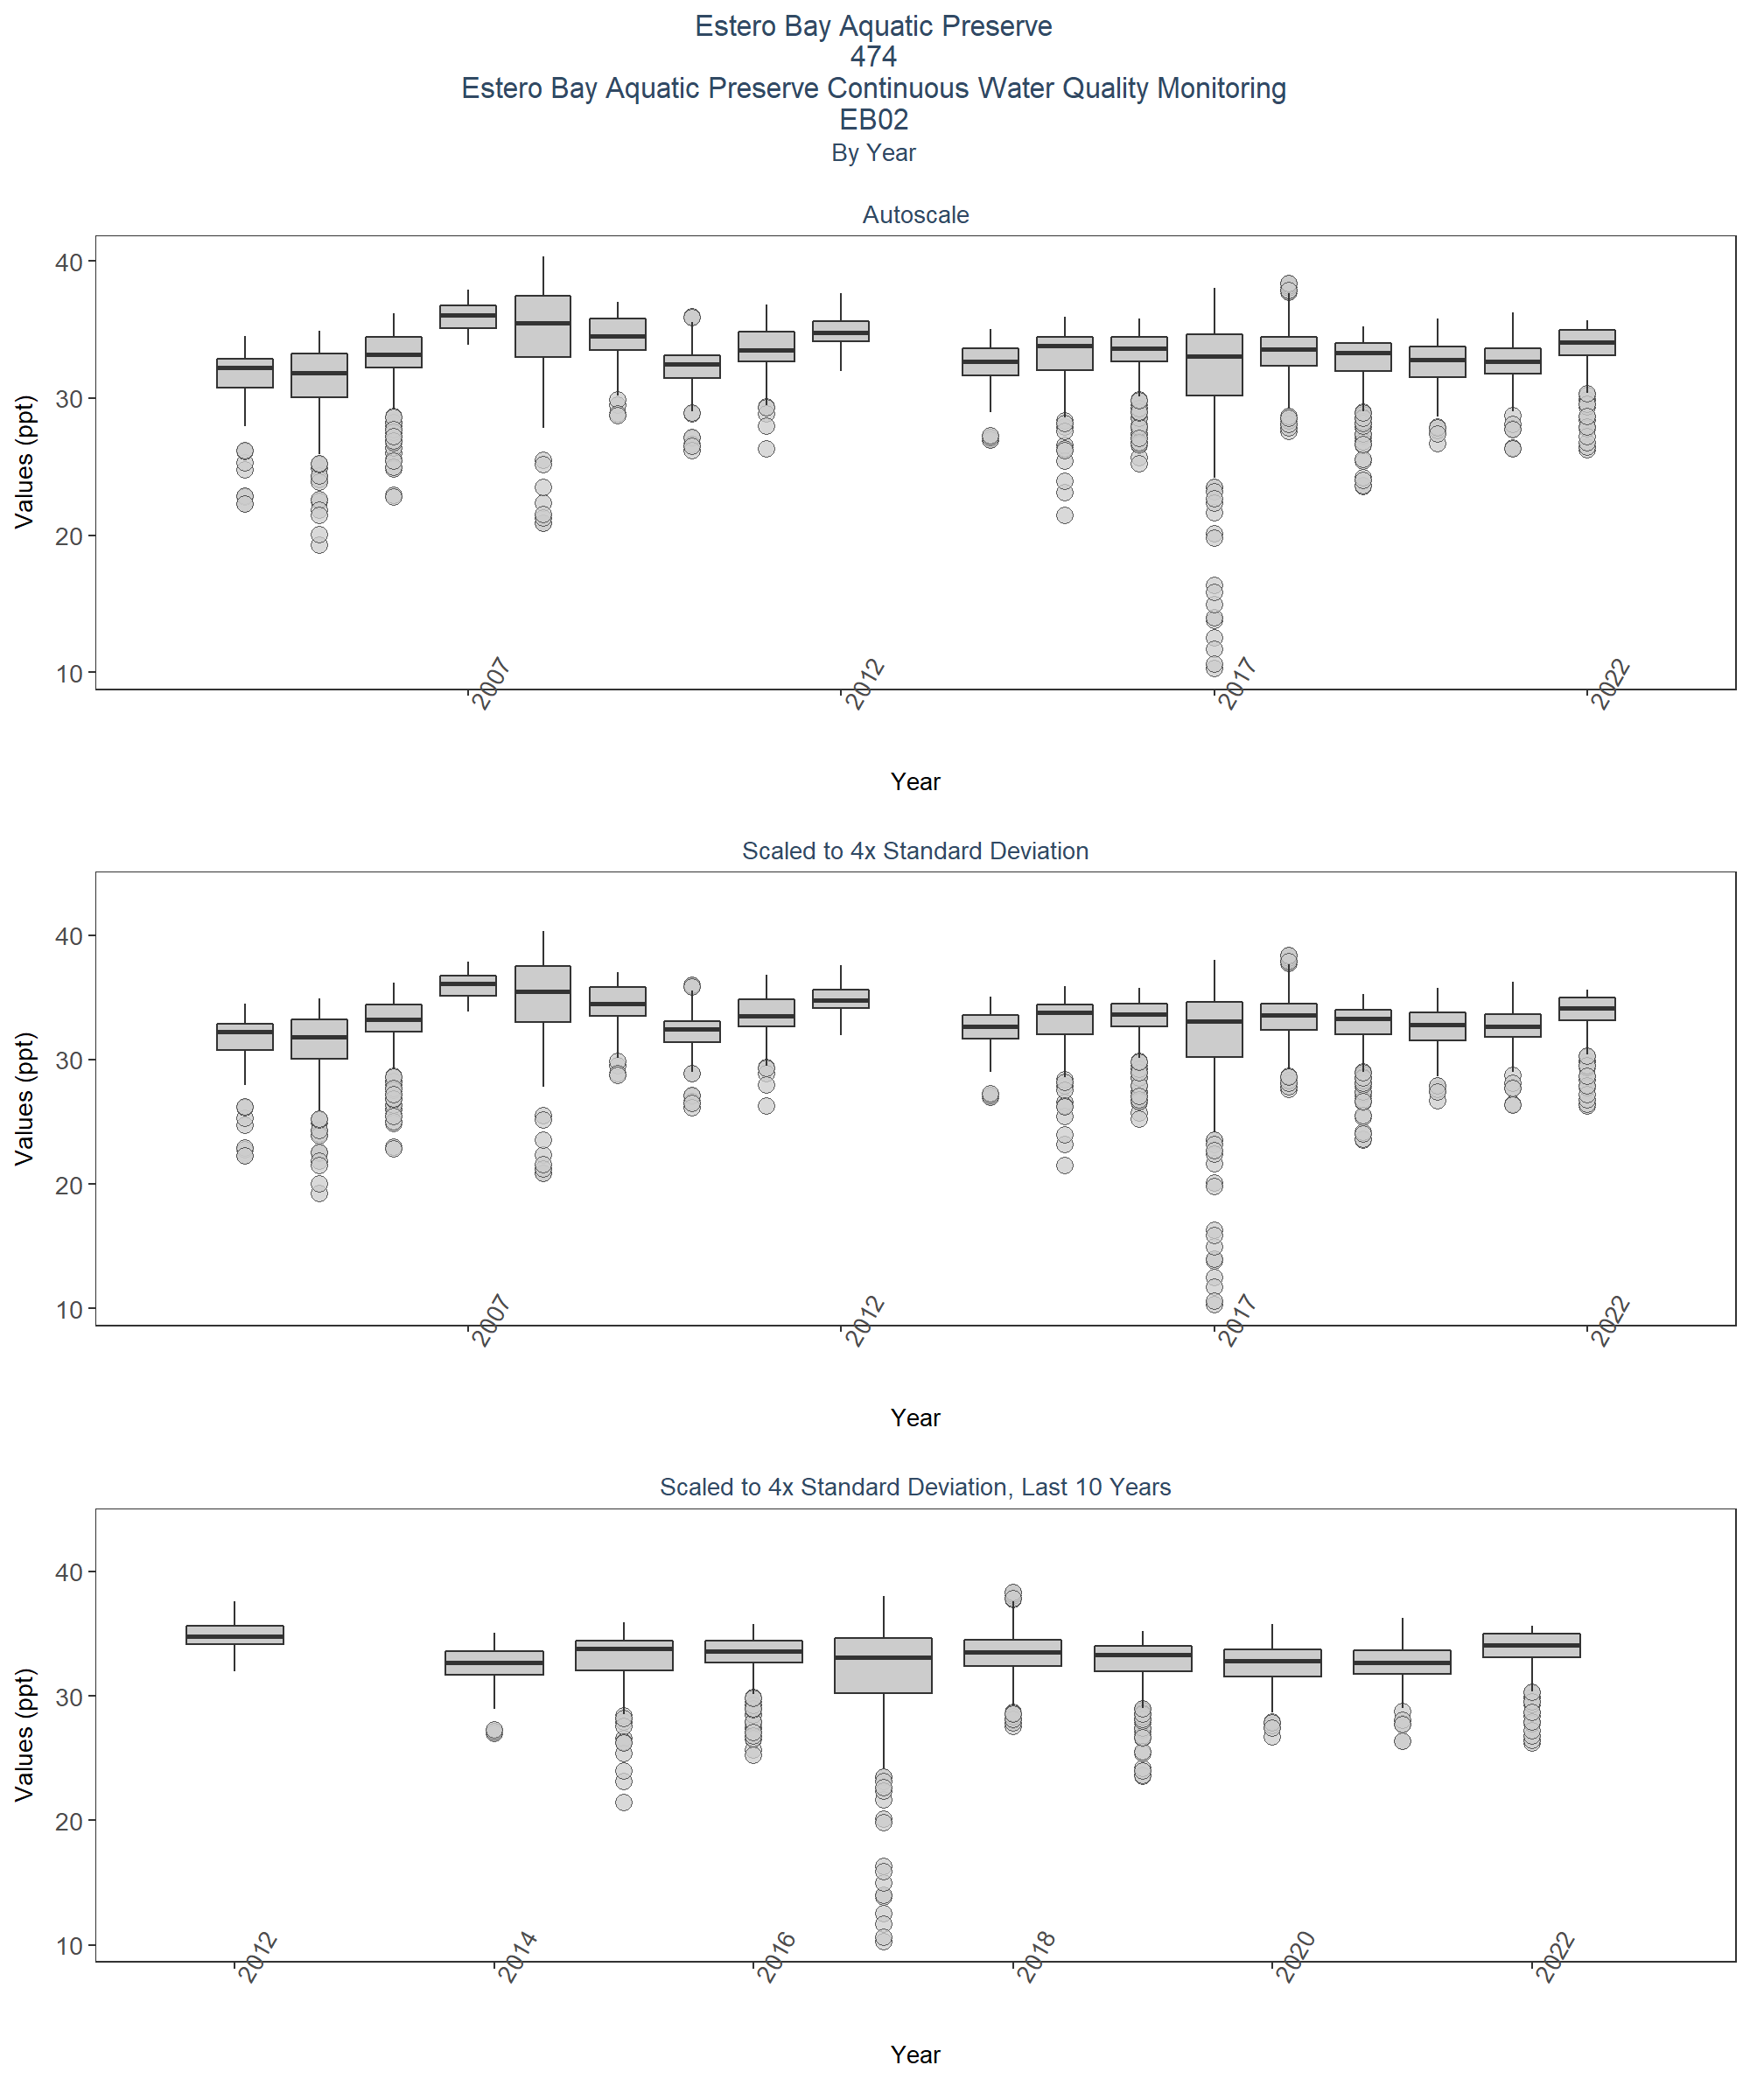 Estero Bay Aquatic Preserve
474
Estero Bay Aquatic Preserve Continuous Water Quality Monitoring
EB02
By Year
Autoscale
Values (ppt)
40
30
20
10
2007
2012
2017
2022
Year
Scaled to 4x Standard Deviation
Values (ppt)
40
30
20
10
2007
2012
2017
2022
Year
Scaled to 4x Standard Deviation, Last 10 Years
Values (ppt)
40
30
20
10
2012
2014
2016
2018
2020
2022
Year